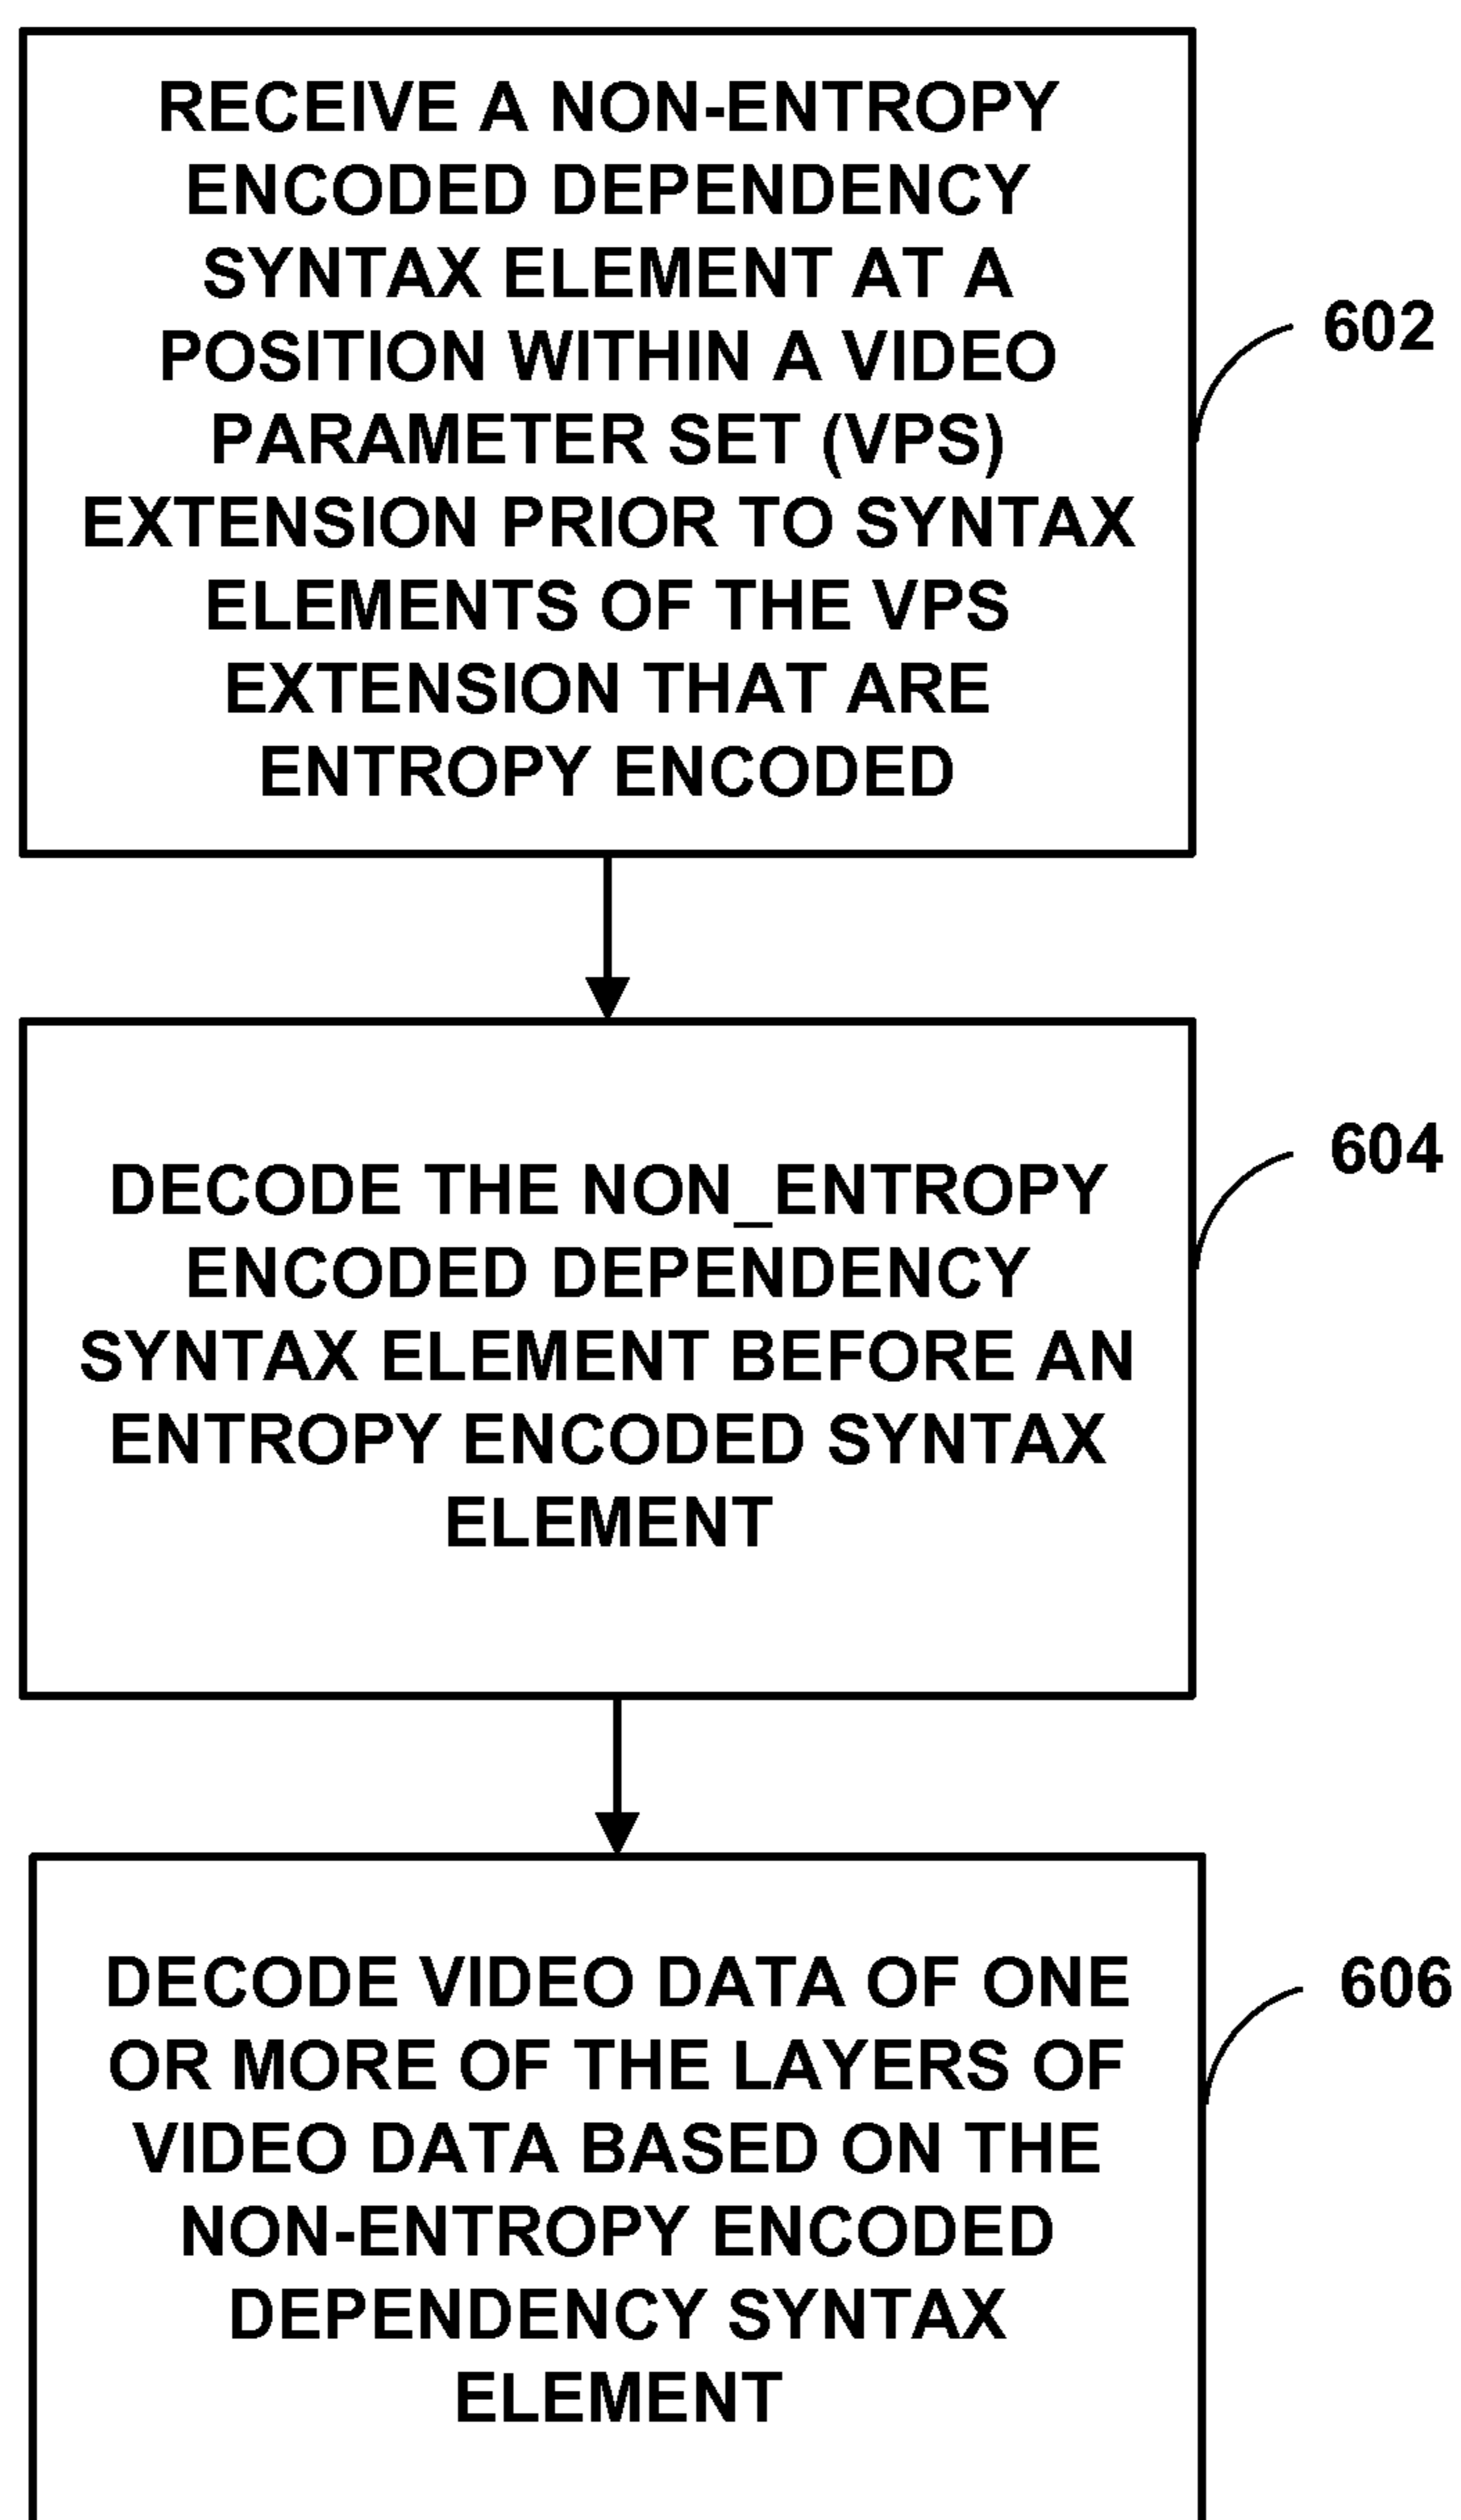 RECEIVE A NON-ENTROPY
ENCODED DEPENDENCY
SYNTAX ELEMENT AT A
POSITION WITHIN A VIDEO
PARAMETER SET (VPS)
EXTENSION PRIOR TO SYNTAX
ELEMENTS OF THE VPS
EXTENSION THAT ARE
ENTROPY ENCODED
602
DECODE THE NON_ENTROPY
ENCODED DEPENDENCY
SYNTAX ELEMENT BEFORE AN
ENTROPY ENCODED SYNTAX
ELEMENT
604
DECODE VIDEO DATA OF ONE
OR MORE OF THE LAYERS OF
VIDEO DATA BASED ON THE
NON-ENTROPY ENCODED
DEPENDENCY SYNTAX
ELEMENT
606